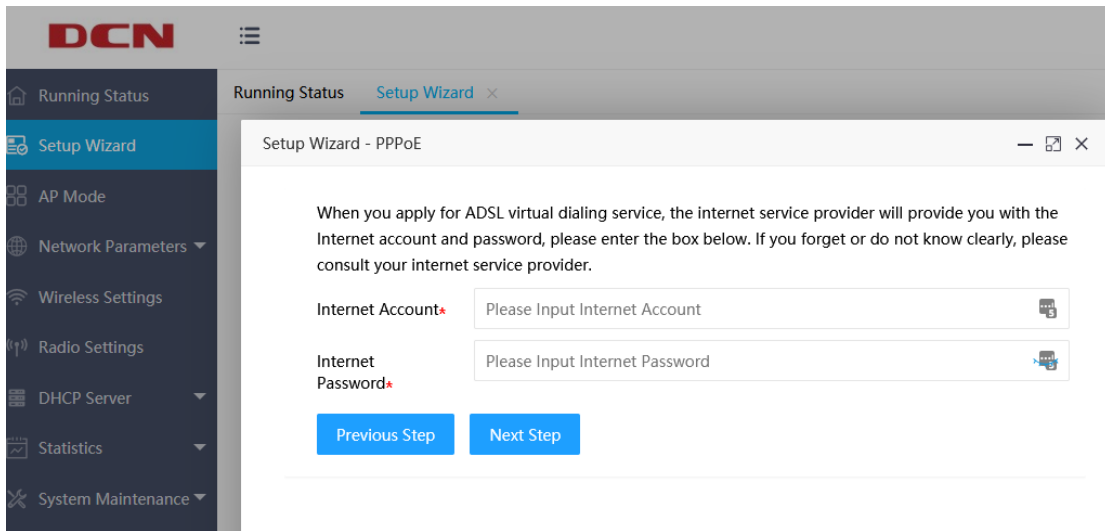 DCN
Running Status
Setup Wizard
AP Mode
Network Parameters
Wireless Settings
Radio Settings
DHCP Server
Statistics
System Maintenance
Running Status Setup Wizard
Setup Wizard - PPPoE
When you apply for ADSL virtual dialing service, the internet service provider will provide you with the
Internet account and password, please enter the box below. If you forget or do not know clearly, please
consult your internet service provider.
Internet Account* Please Input Internet Account
Internet
Password* Please Input Internet Password
Previous Step Next Step